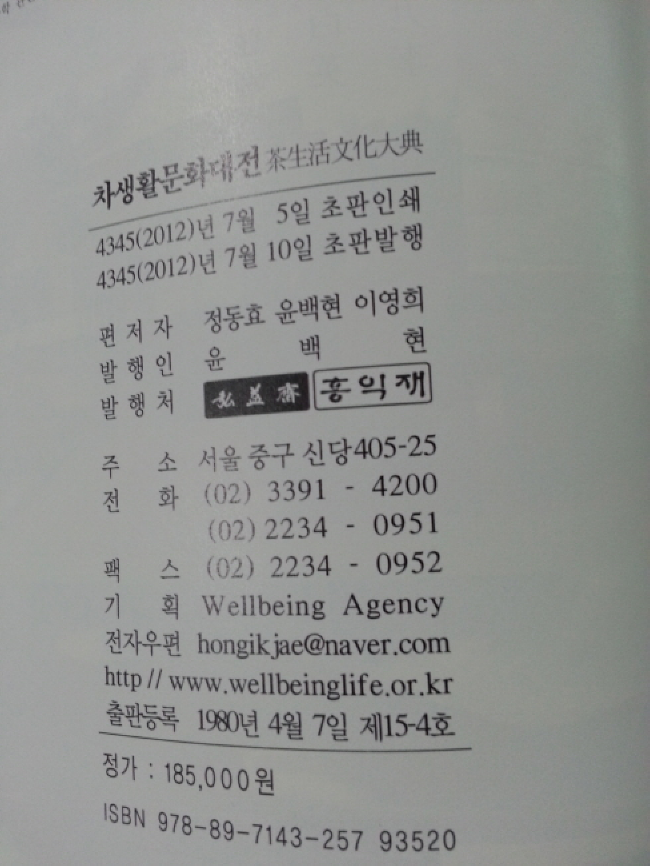 차생활문화대전 茶生活文化大典
4345(2012)년 7월 5일 초판인쇄
4345(2012)년 7월 10일 초판발행
편 저 자 정동효 윤백현 이영희
발 행 인 윤 백 현
발 행 처 弘益齋 홍익재
주 소 서울 중구 신당405-25
전 화 (02) 3391 - 4200
(02) 2234 - 0951
팩 스 (02) 2234 - 0952
기 획 Wellbeing Agency
전자우편 hongikjae@naver.com
http // www.wellbeinglife.or.kr
출판등록 1980년 4월 7일 제15-4호
정가 : 185,000원
ISBN 978-89-7143-257 93520